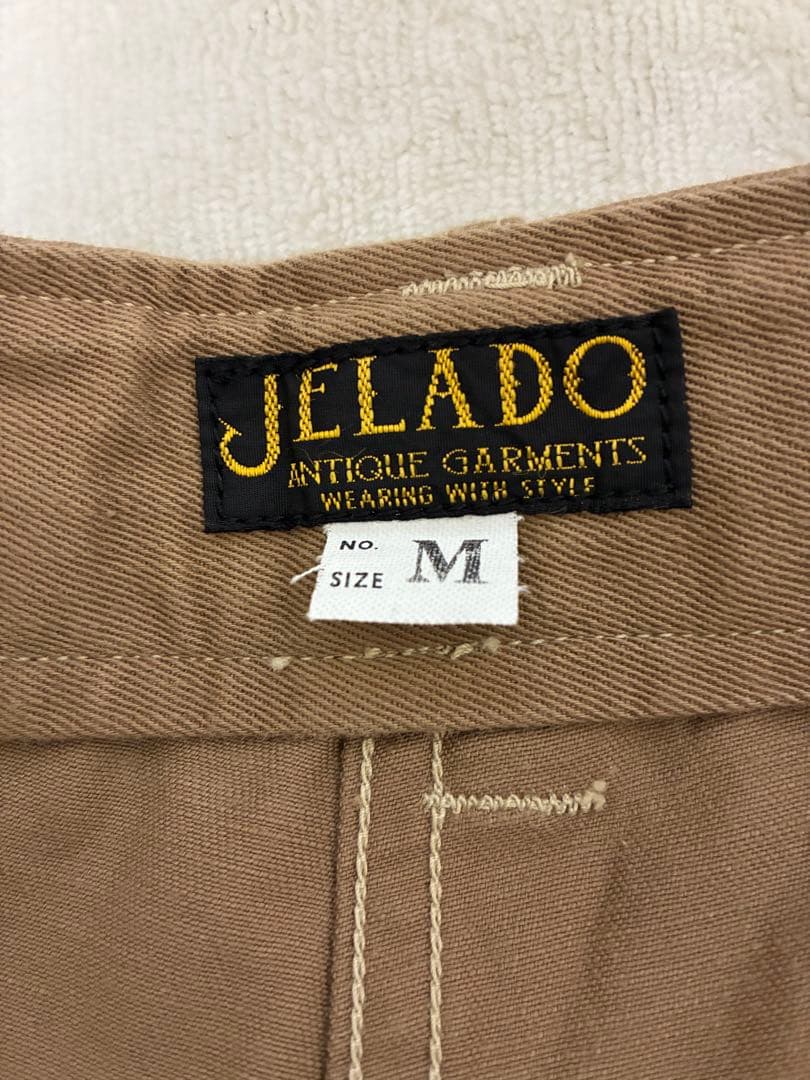 JELADO
ANTIQUE GARMENTS
WEARING WITH STYLE
NO.
SIZE M